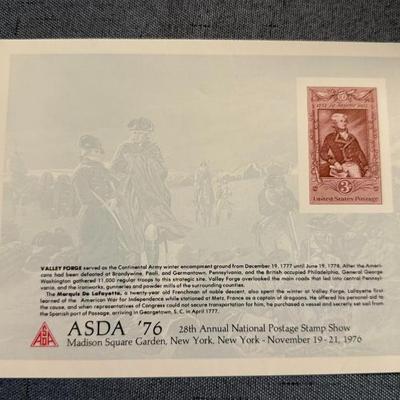 1757 La Fayette 1957
3¢
United States Postage
VALLEY FORGE served as the Continental Army winter encampment ground from December 19, 1777 until June 19, 1778. After the Ameri-
cans had been defeated at Brandywine, Paoli, and Germantown, Pennsylvania, and the British occupied Philadelphia, General George
Washington gathered 11,000 regular troops to this strategic site. Valley Forge overlooked the main roads that led into central Pennsyl-
vania, and the ironworks, gunneries and powder mills of the surrounding counties.
The Marquis De Lafayette, a twenty-year old Frenchman of noble descent, also spent the winter at Valley Forge. Lafayette first
learned of the American War for Independence while stationed at Metz, France as a captain of dragoons. He offered his personal aid to
the cause, and when representatives of Congress could not secure transportation for him, he purchased a vessel and secretly set sail from
the Spanish port of Passage, arriving in Georgetown, S. C. in April 1777.
ASDA
ASDA '76 28th Annual National Postage Stamp Show
Madison Square Garden, New York, New York - November 19-21, 1976